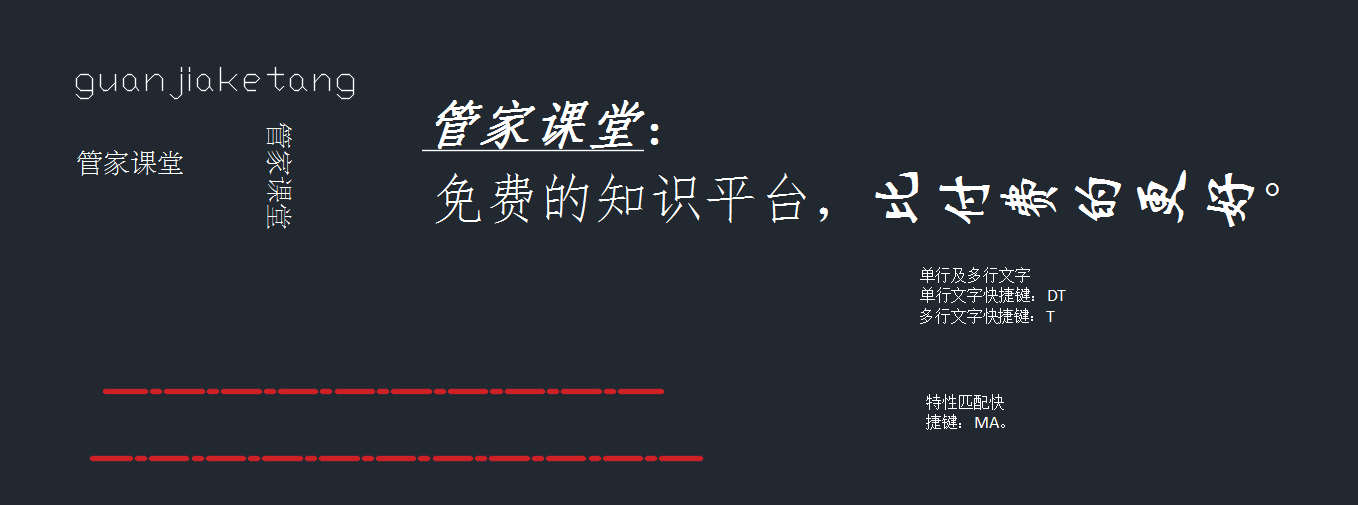 guanjiaketang
管家课堂
管家课堂
管家课堂：
免费的知识平台，比付费的更好。
单行及多行文字
单行文字快捷键：DT
多行文字快捷键：T
特性匹配快
捷键：MA。